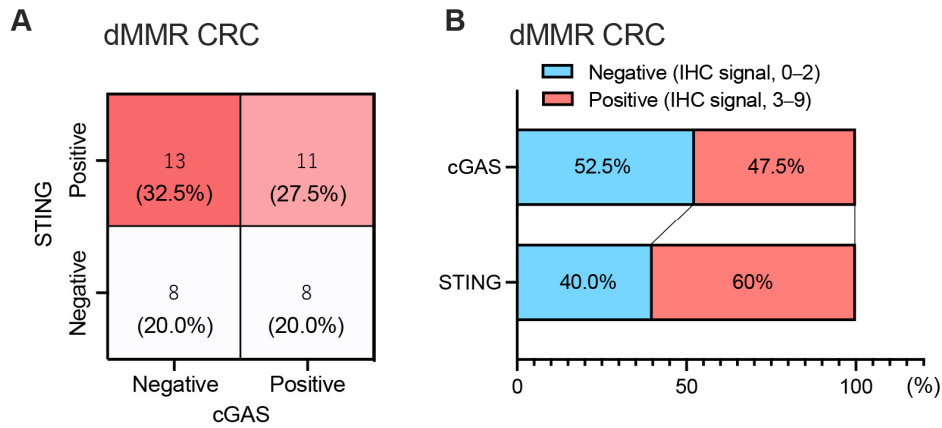 A
dMMR CRC
STING
Positive
Negative
13
(32.5%)
11
(27.5%)
8
(20.0%)
8
(20.0%)
Negative
Positive
cGAS
B
dMMR CRC
Negative (IHC signal, 0–2)
Positive (IHC signal, 3–9)
cGAS
52.5%
47.5%
STING
40.0%
60%
0
50
100
(%)